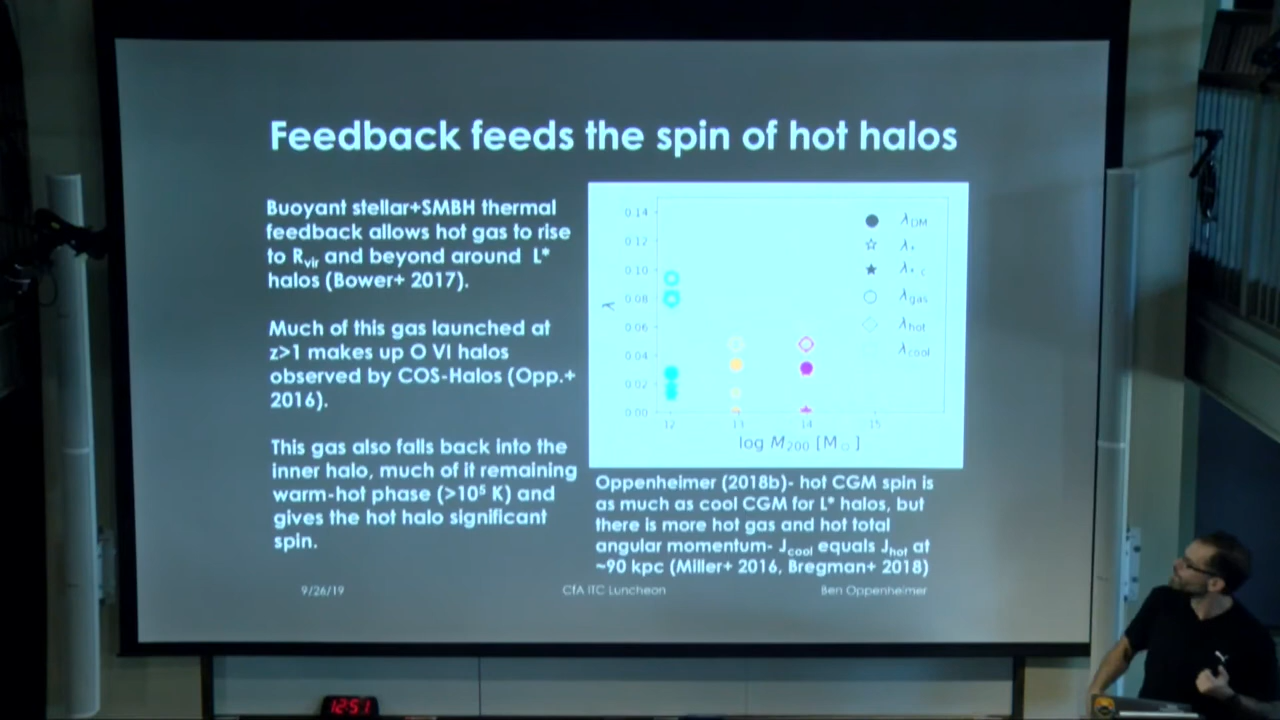 Feedback feeds the spin of hot halos
Buoyant stellar+SMBH thermal
feedback allows hot gas to rise
to Rvir and beyond around L*
halos (Bower+ 2017).
Much of this gas launched at
z>1 makes up O VI halos
observed by COS-Halos (Opp.+
2016).
This gas also falls back into the
inner halo, much of it remaining
warm-hot phase (>10⁵ K) and
gives the hot halo significant
spin.
0.14
0.12
0.10
0.08
0.06
0.04
0.02
0.00
λ
12
13
14
15
log M200 [M☉]
λDM
λ*
λgas
λhot
λcool
Oppenheimer (2018b)- hot CGM spin is
as much as cool CGM for L* halos, but
there is more hot gas and hot total
angular momentum- Jcool equals Jhot at
~90 kpc (Miller+ 2016, Bregman+ 2018)
9/26/19
CfA ITC Luncheon
Ben Oppenheimer
12:51